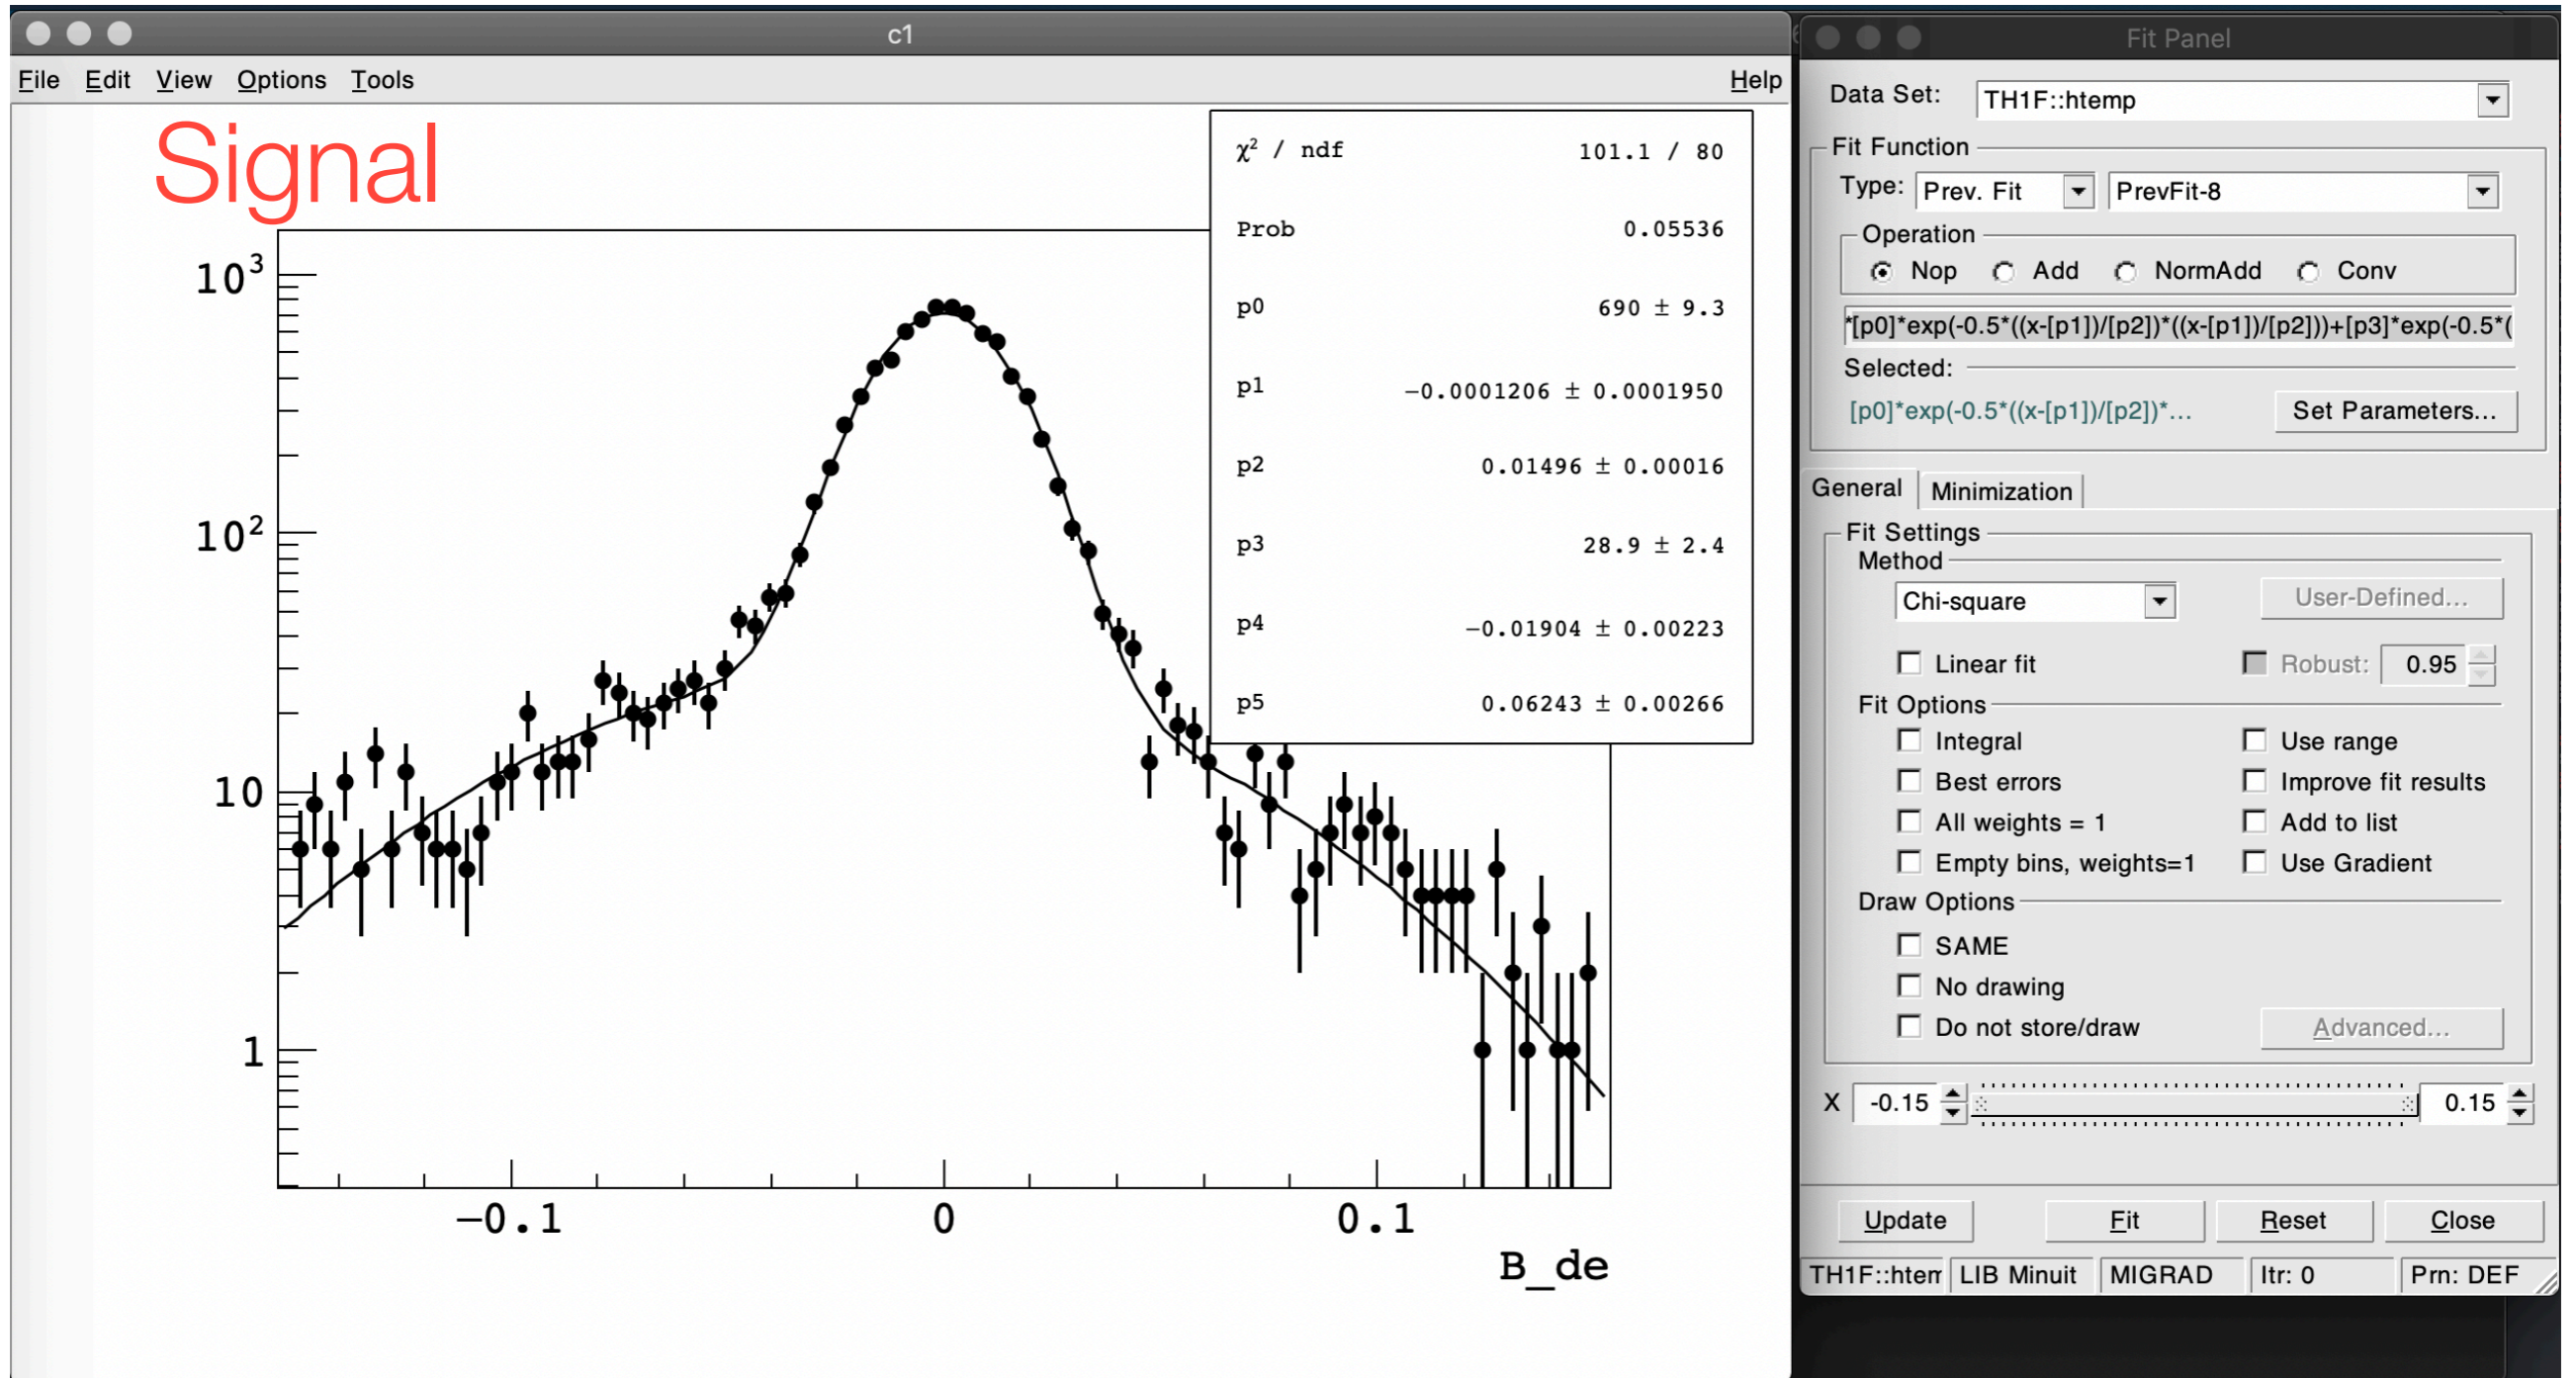 c1
File Edit View Options Tools Help
Signal
χ² / ndf 101.1 / 80
Prob 0.05536
p0 690 ± 9.3
p1 −0.0001206 ± 0.0001950
p2 0.01496 ± 0.00016
p3 28.9 ± 2.4
p4 −0.01904 ± 0.00223
p5 0.06243 ± 0.00266
10³
10²
10
1
−0.1 0 0.1
B_de
Fit Panel
Data Set: TH1F::htemp
Fit Function
Type: Prev. Fit PrevFit-8
Operation
Nop Add NormAdd Conv
*[p0]*exp(-0.5*((x-[p1])/[p2])*((x-[p1])/[p2]))+[p3]*exp(-0.5*(
Selected:
[p0]*exp(-0.5*((x-[p1])/[p2])*... Set Parameters...
General Minimization
Fit Settings
Method
Chi-square User-Defined...
Linear fit Robust: 0.95
Fit Options
Integral Use range
Best errors Improve fit results
All weights = 1 Add to list
Empty bins, weights=1 Use Gradient
Draw Options
SAME
No drawing
Do not store/draw Advanced...
X -0.15 0.15
Update Fit Reset Close
TH1F::htem LIB Minuit MIGRAD Itr: 0 Prn: DEF